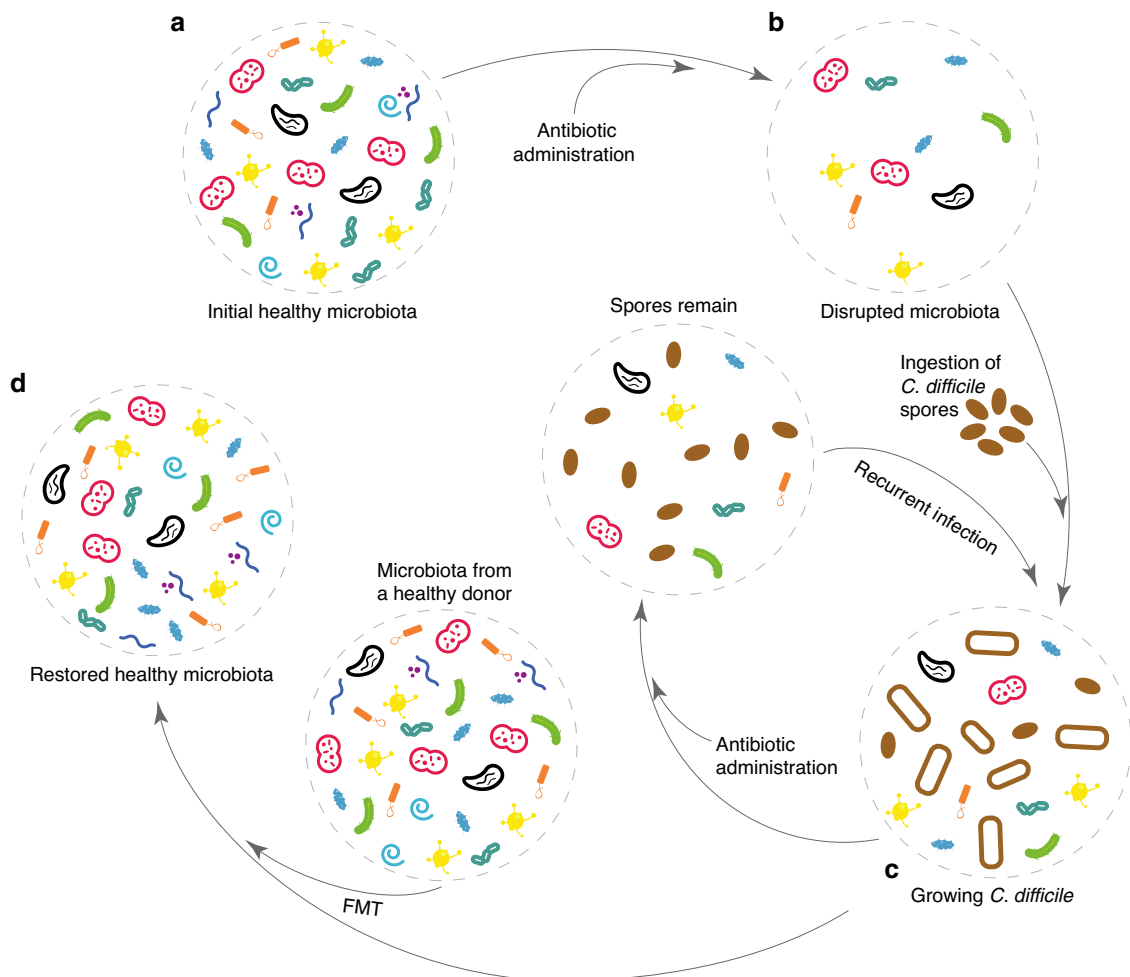 a
b
Antibiotic
administration
Initial healthy microbiota
Disrupted microbiota
Spores remain
Ingestion of
C. difficile
spores
d
Recurrent infection
Microbiota from
a healthy donor
Restored healthy microbiota
Antibiotic
administration
c
Growing C. difficile
FMT